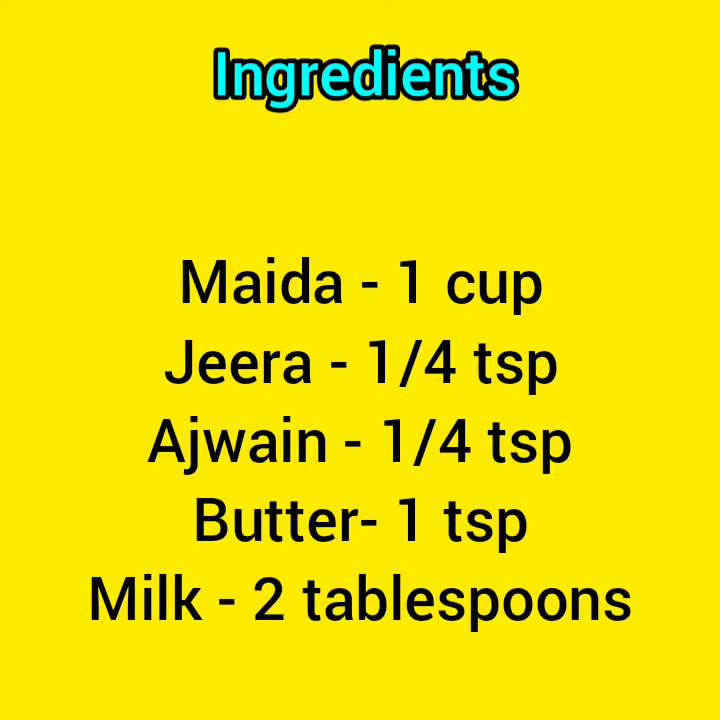 Ingredients
Maida - 1 cup
Jeera - 1/4 tsp
Ajwain - 1/4 tsp
Butter- 1 tsp
Milk - 2 tablespoons